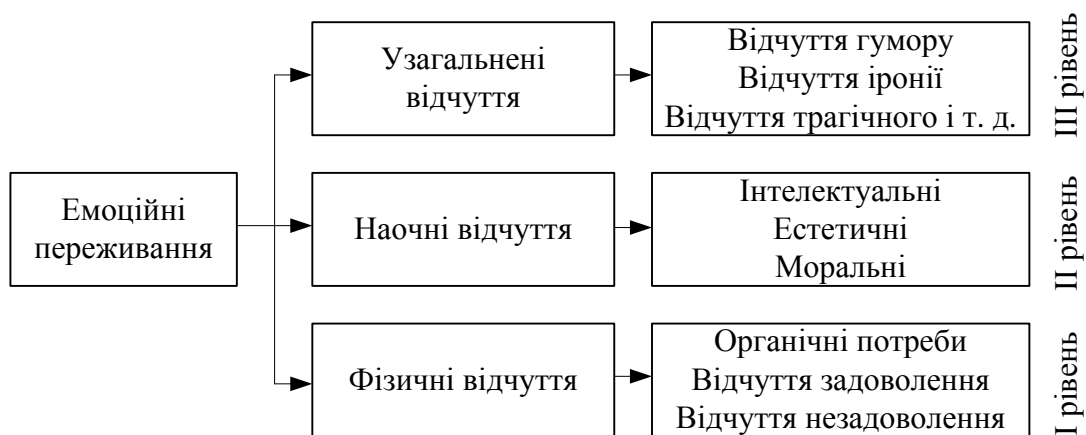 Емоційні
переживання
Узагальнені
відчуття
Відчуття гумору
Відчуття іронії
Відчуття трагічного і т. д.
III рівень
Наочні відчуття
Інтелектуальні
Естетичні
Моральні
II рівень
Фізичні відчуття
Органічні потреби
Відчуття задоволення
Відчуття незадоволення
I рівень